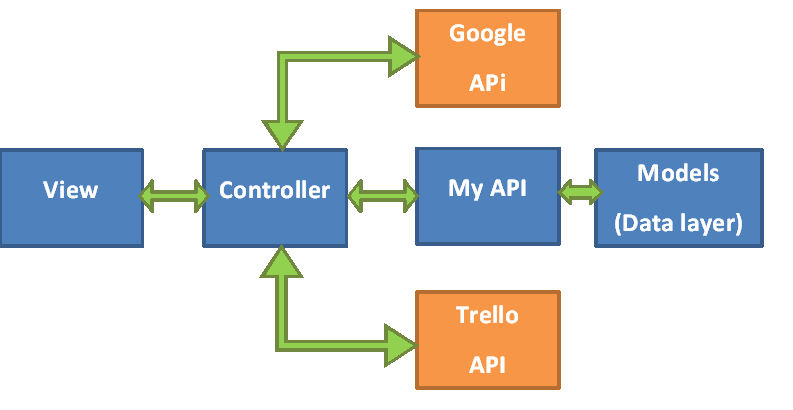 Google
APi
View
Controller
My API
Models
(Data layer)
Trello
API